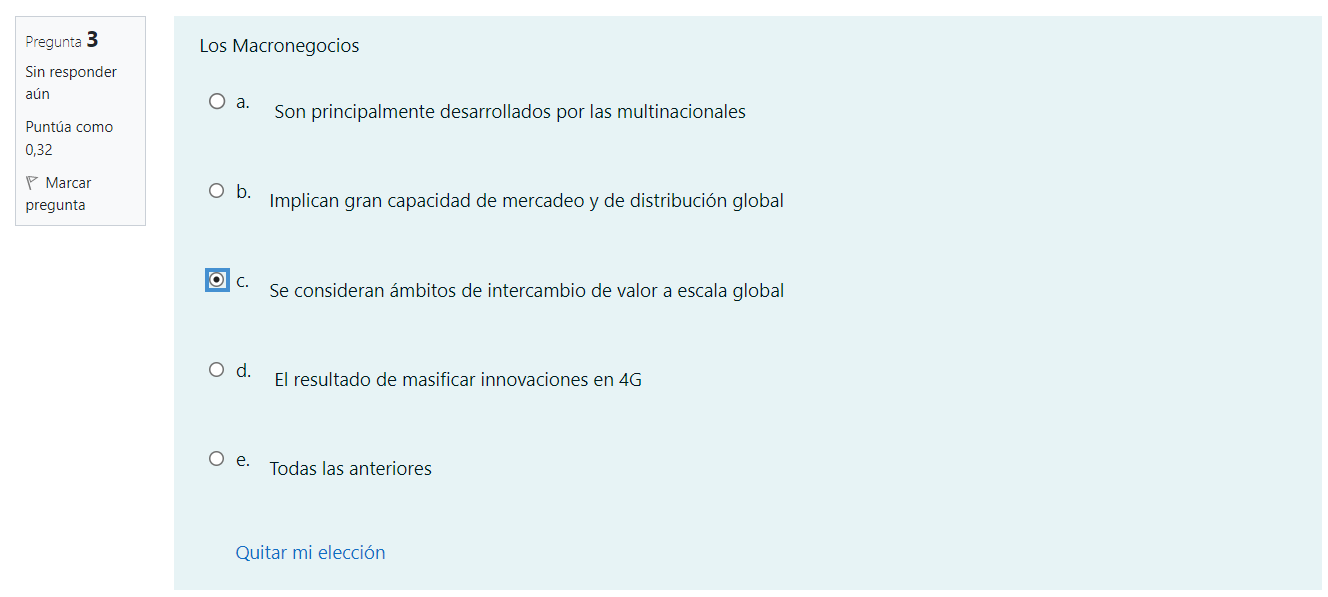 Pregunta 3
Sin responder
aún
Puntúa como
0,32
Marcar
pregunta
Los Macronegocios
a. Son principalmente desarrollados por las multinacionales
b. Implican gran capacidad de mercadeo y de distribución global
c. Se consideran ámbitos de intercambio de valor a escala global
d. El resultado de masificar innovaciones en 4G
e. Todas las anteriores
Quitar mi elección